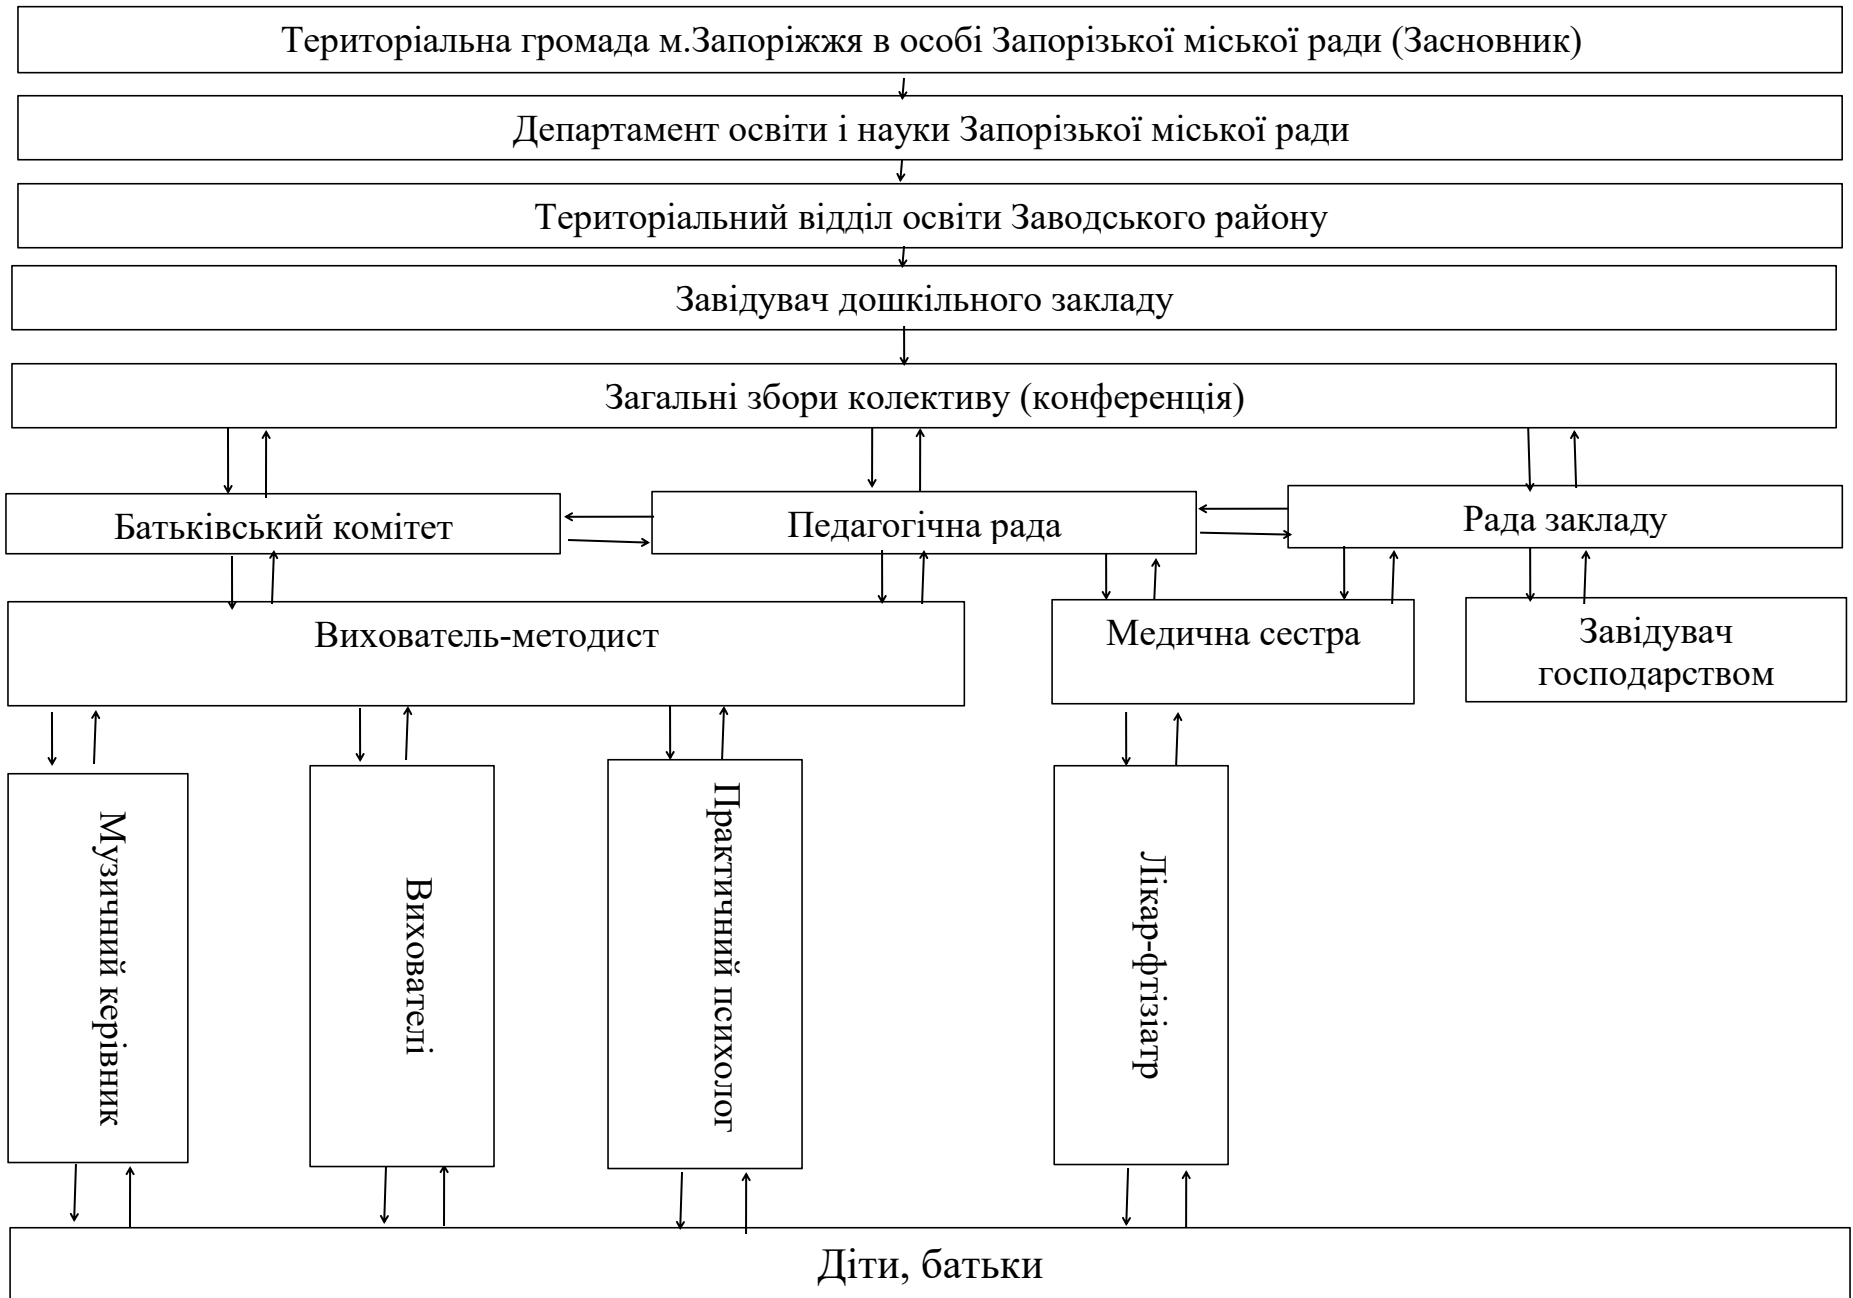 Територіальна громада м.Запоріжжя в особі Запорізької міської ради (Засновник)
Департамент освіти і науки Запорізької міської ради
Територіальний відділ освіти Заводського району
Завідувач дошкільного закладу
Загальні збори колективу (конференція)
Батьківський комітет
Педагогічна рада
Рада закладу
Вихователь-методист
Медична сестра
Завідувач
господарством
Музичний керівник
Вихователі
Практичний психолог
Лікар-фтізіатр
Діти, батьки